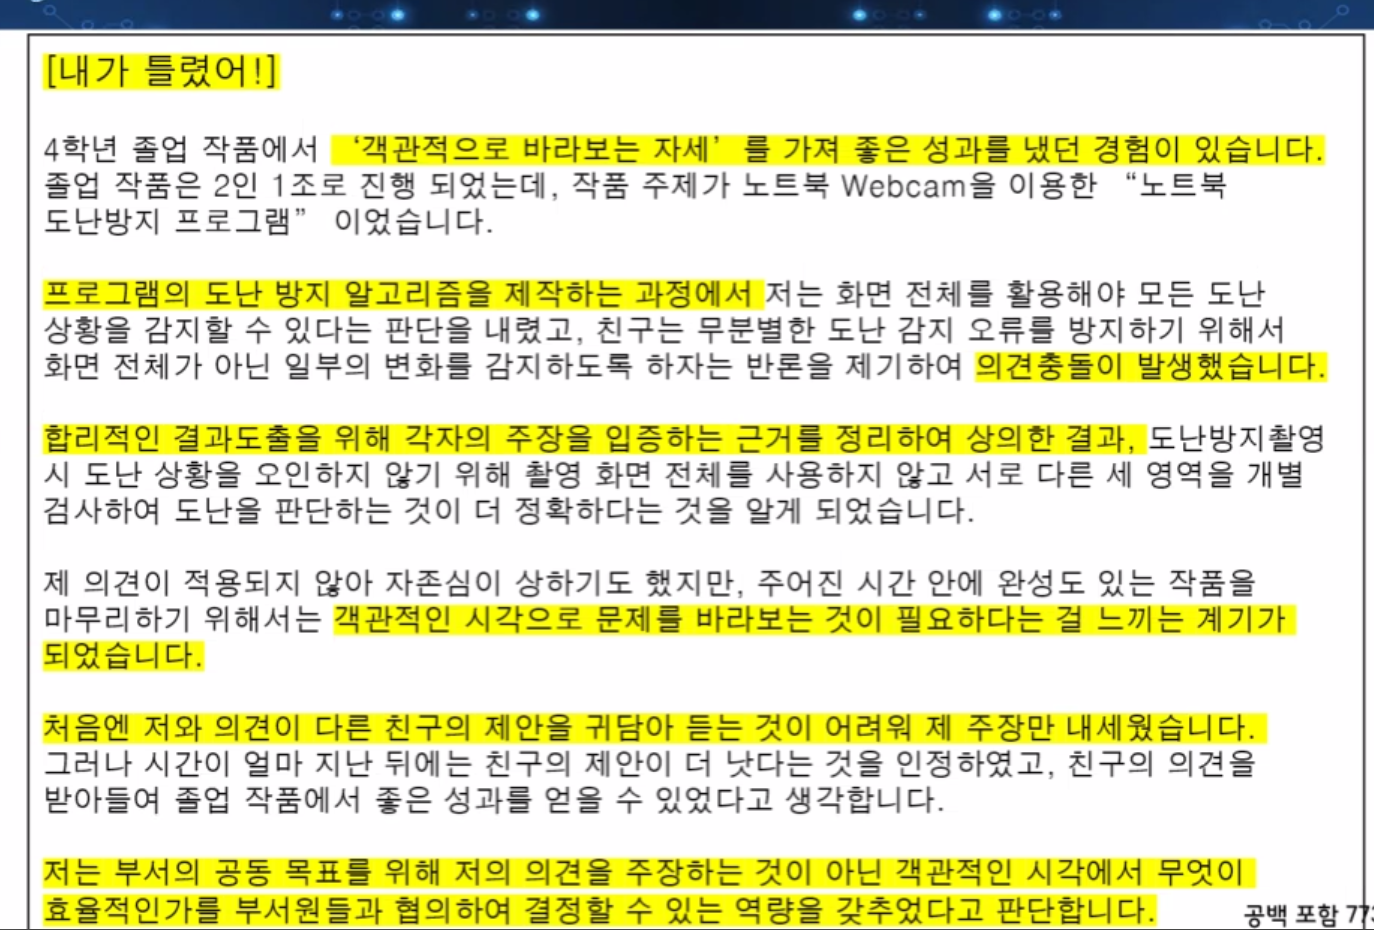 [내가 틀렸어!]
4학년 졸업 작품에서 ‘객관적으로 바라보는 자세’를 가져 좋은 성과를 냈던 경험이 있습니다.
졸업 작품은 2인 1조로 진행 되었는데, 작품 주제가 노트북 Webcam을 이용한 “노트북
도난방지 프로그램” 이었습니다.
프로그램의 도난 방지 알고리즘을 제작하는 과정에서 저는 화면 전체를 활용해야 모든 도난
상황을 감지할 수 있다는 판단을 내렸고, 친구는 무분별한 도난 감지 오류를 방지하기 위해서
화면 전체가 아닌 일부의 변화를 감지하도록 하자는 반론을 제기하여 의견충돌이 발생했습니다.
합리적인 결과도출을 위해 각자의 주장을 입증하는 근거를 정리하여 상의한 결과, 도난방지촬영
시 도난 상황을 오인하지 않기 위해 촬영 화면 전체를 사용하지 않고 서로 다른 세 영역을 개별
검사하여 도난을 판단하는 것이 더 정확하다는 것을 알게 되었습니다.
제 의견이 적용되지 않아 자존심이 상하기도 했지만, 주어진 시간 안에 완성도 있는 작품을
마무리하기 위해서는 객관적인 시각으로 문제를 바라보는 것이 필요하다는 걸 느끼는 계기가
되었습니다.
처음엔 저와 의견이 다른 친구의 제안을 귀담아 듣는 것이 어려워 제 주장만 내세웠습니다.
그러나 시간이 얼마 지난 뒤에는 친구의 제안이 더 낫다는 것을 인정하였고, 친구의 의견을
받아들여 졸업 작품에서 좋은 성과를 얻을 수 있었다고 생각합니다.
저는 부서의 공동 목표를 위해 저의 의견을 주장하는 것이 아닌 객관적인 시각에서 무엇이
효율적인가를 부서원들과 협의하여 결정할 수 있는 역량을 갖추었다고 판단합니다.
공백 포함 773